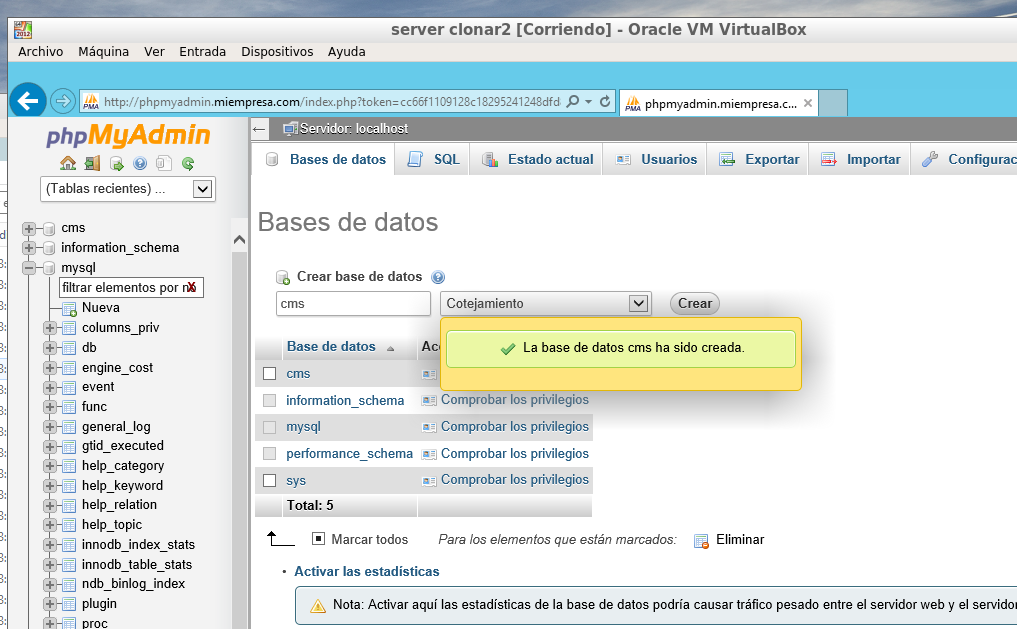 server clonar2 [Corriendo] - Oracle VM VirtualBox
Archivo Máquina Ver Entrada Dispositivos Ayuda
http://phpmyadmin.miempresa.com/index.php?token=cc66f1109128c18295241248dfd
PMA phpmyadmin.miempresa.c...
phpMyAdmin
(Tablas recientes) ...
cms
information_schema
mysql
filtrar elementos por no
X
Nueva
columns_priv
db
engine_cost
event
func
general_log
gtid_executed
help_category
help_keyword
help_relation
help_topic
innodb_index_stats
innodb_table_stats
ndb_binlog_index
plugin
proc
Servidor: localhost
Bases de datos SQL Estado actual Usuarios Exportar Importar Configurac
Bases de datos
Crear base de datos
cms Cotejamiento Crear
La base de datos cms ha sido creada.
Base de datos Acc
cms
information_schema Comprobar los privilegios
mysql Comprobar los privilegios
performance_schema Comprobar los privilegios
sys Comprobar los privilegios
Total: 5
Marcar todos Para los elementos que están marcados: Eliminar
• Activar las estadísticas
Nota: Activar aquí las estadísticas de la base de datos podría causar tráfico pesado entre el servidor web y el servidor